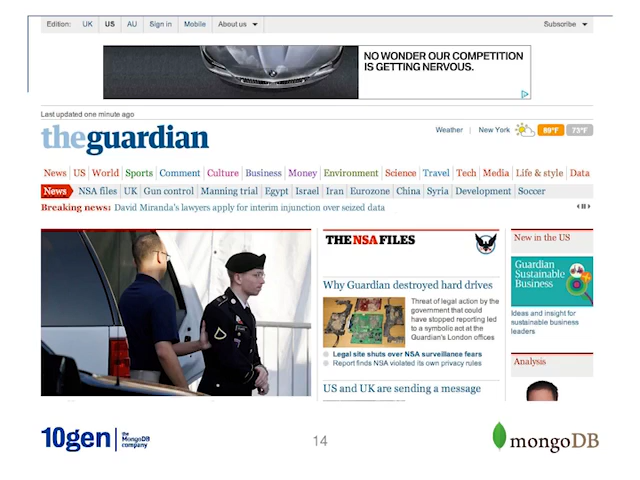 Edition: UK US AU Sign in Mobile About us Subscribe
NO WONDER OUR COMPETITION
IS GETTING NERVOUS.
Last updated one minute ago
theguardian
Weather New York 89°F 73°F
News US World Sports Comment Culture Business Money Environment Science Travel Tech Media Life & style Data
News NSA files UK Gun control Manning trial Egypt Israel Iran Eurozone China Syria Development Soccer
Breaking news: David Miranda's lawyers apply for interim injunction over seized data
THE NSA FILES
Why Guardian destroyed hard drives
Threat of legal action by the
government that could
have stopped reporting led
to a symbolic act at the
Guardian's London offices
Legal site shuts over NSA surveillance fears
Report finds NSA violated its own privacy rules
US and UK are sending a message
New in the US
Guardian
Sustainable
Business
Ideas and insight for
sustainable business
leaders
Analysis
10gen the MongoDB company
14
mongoDB